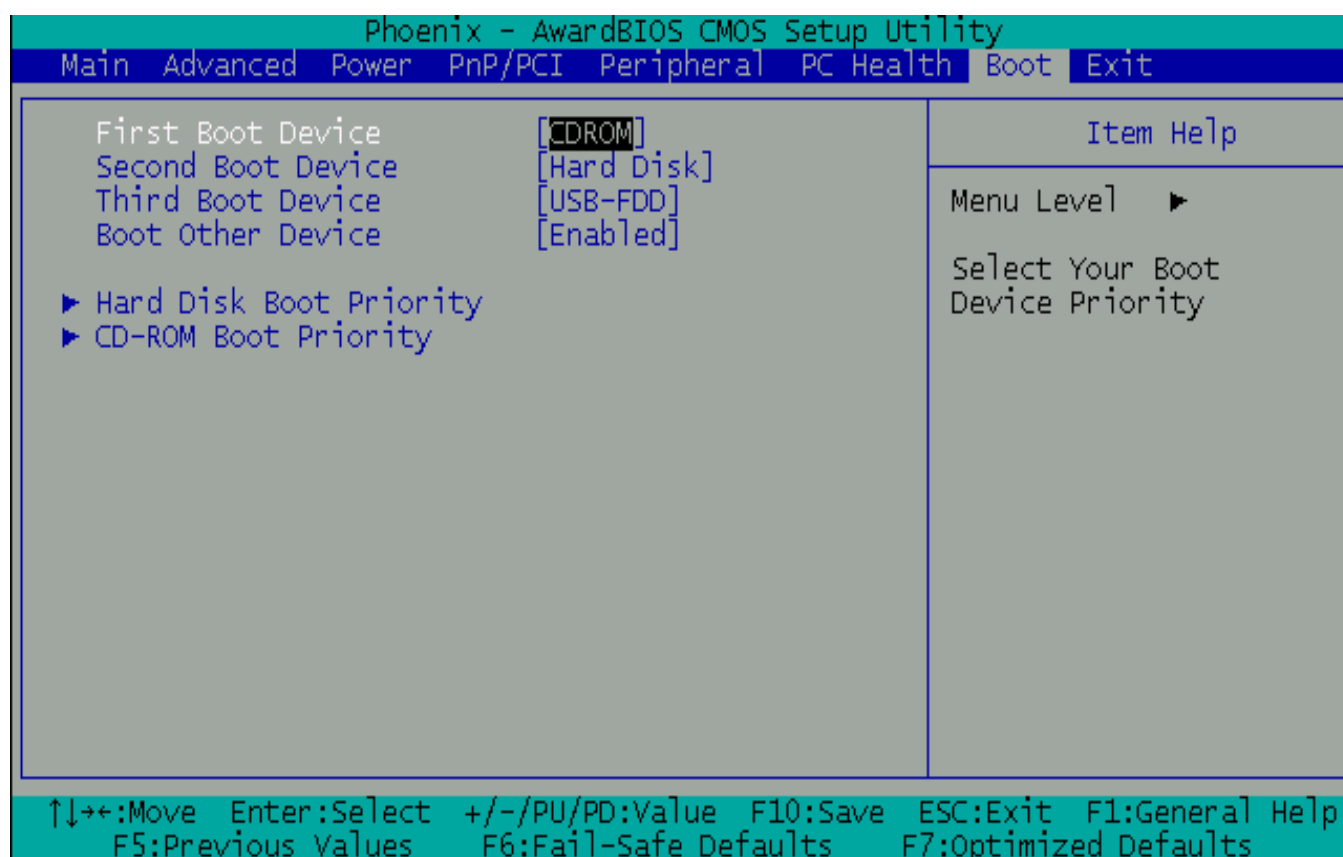 Phoenix - AwardBIOS CMOS Setup Utility
Main Advanced Power PnP/PCI Peripheral PC Health Boot Exit
First Boot Device [CDROM]
Second Boot Device [Hard Disk]
Third Boot Device [USB-FDD]
Boot Other Device [Enabled]
► Hard Disk Boot Priority
► CD-ROM Boot Priority
Item Help
Menu Level ►
Select Your Boot
Device Priority
↑↓→←:Move Enter:Select +/-/PU/PD:Value F10:Save ESC:Exit F1:General Help
F5:Previous Values F6:Fail-Safe Defaults F7:Optimized Defaults